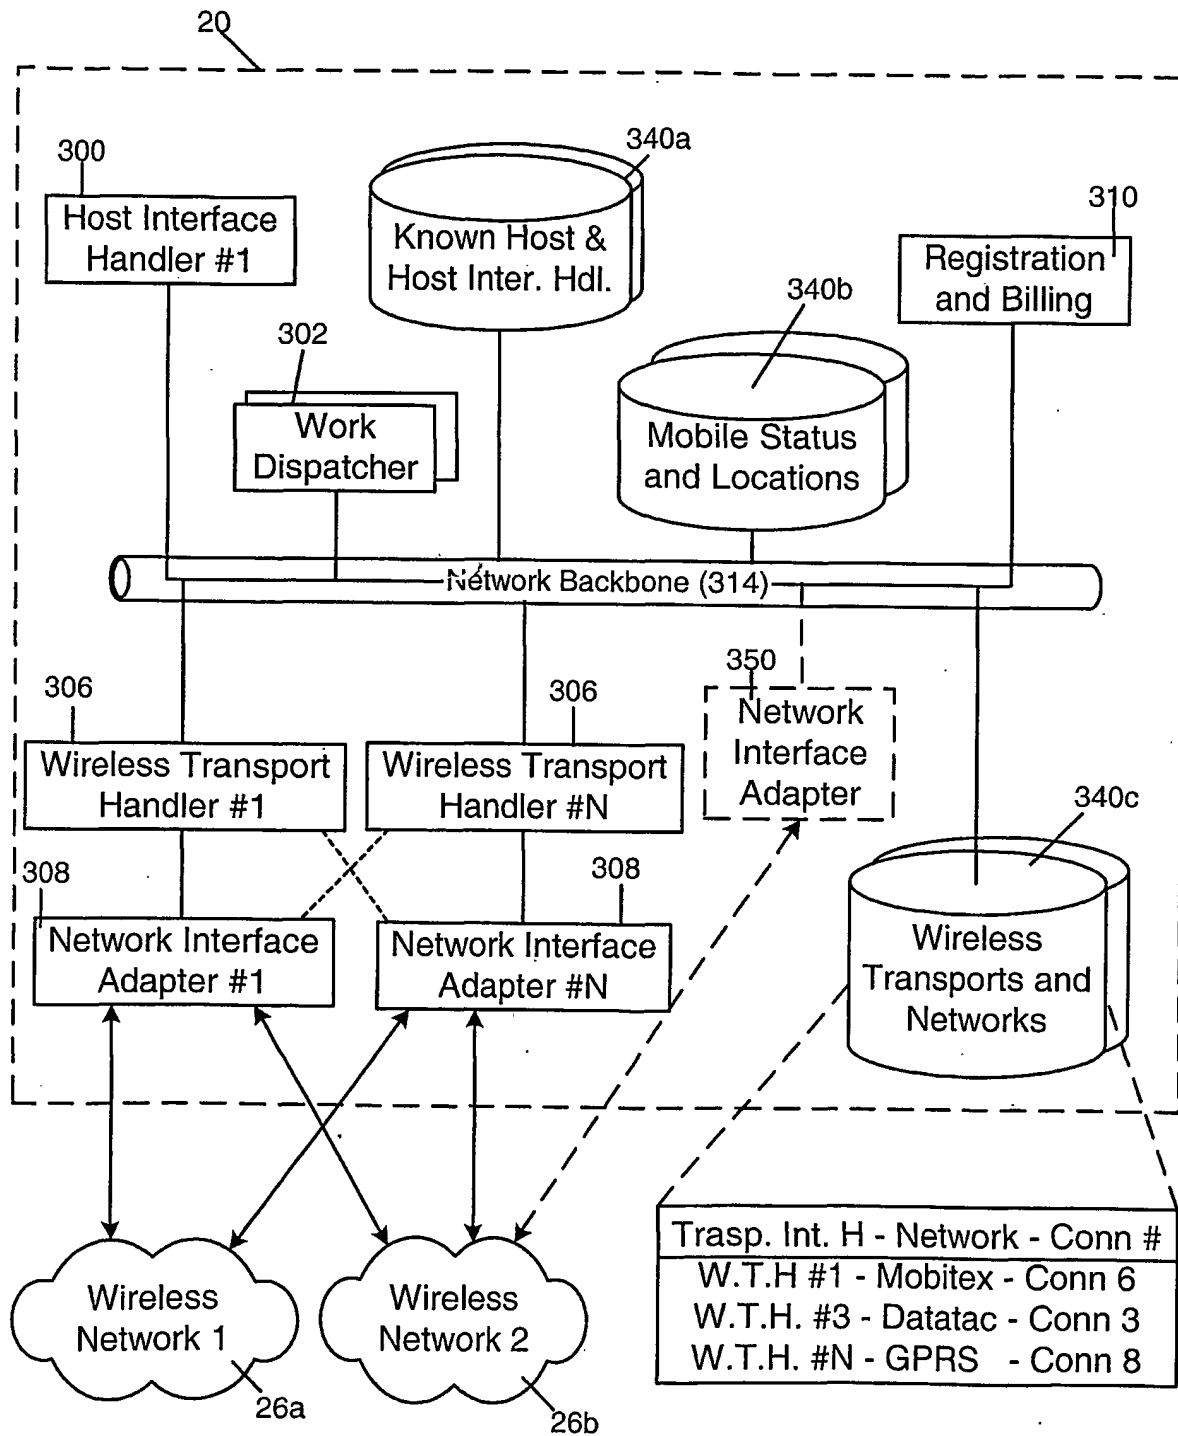 20
340a
300
310
Host Interface
Handler #1
Known Host &
Host Inter. Hdl.
Registration
and Billing
340b
302
Work
Dispatcher
Mobile Status
and Locations
Network Backbone (314)
350
306
306
Network
Interface
Adapter
Wireless Transport
Handler #1
Wireless Transport
Handler #N
340c
308
308
Network Interface
Adapter #1
Network Interface
Adapter #N
Wireless
Transports and
Networks
Trasp. Int. H - Network - Conn #
W.T.H #1 - Mobitex - Conn 6
W.T.H. #3 - Datatac - Conn 3
W.T.H. #N - GPRS - Conn 8
Wireless
Network 1
Wireless
Network 2
26a
26b